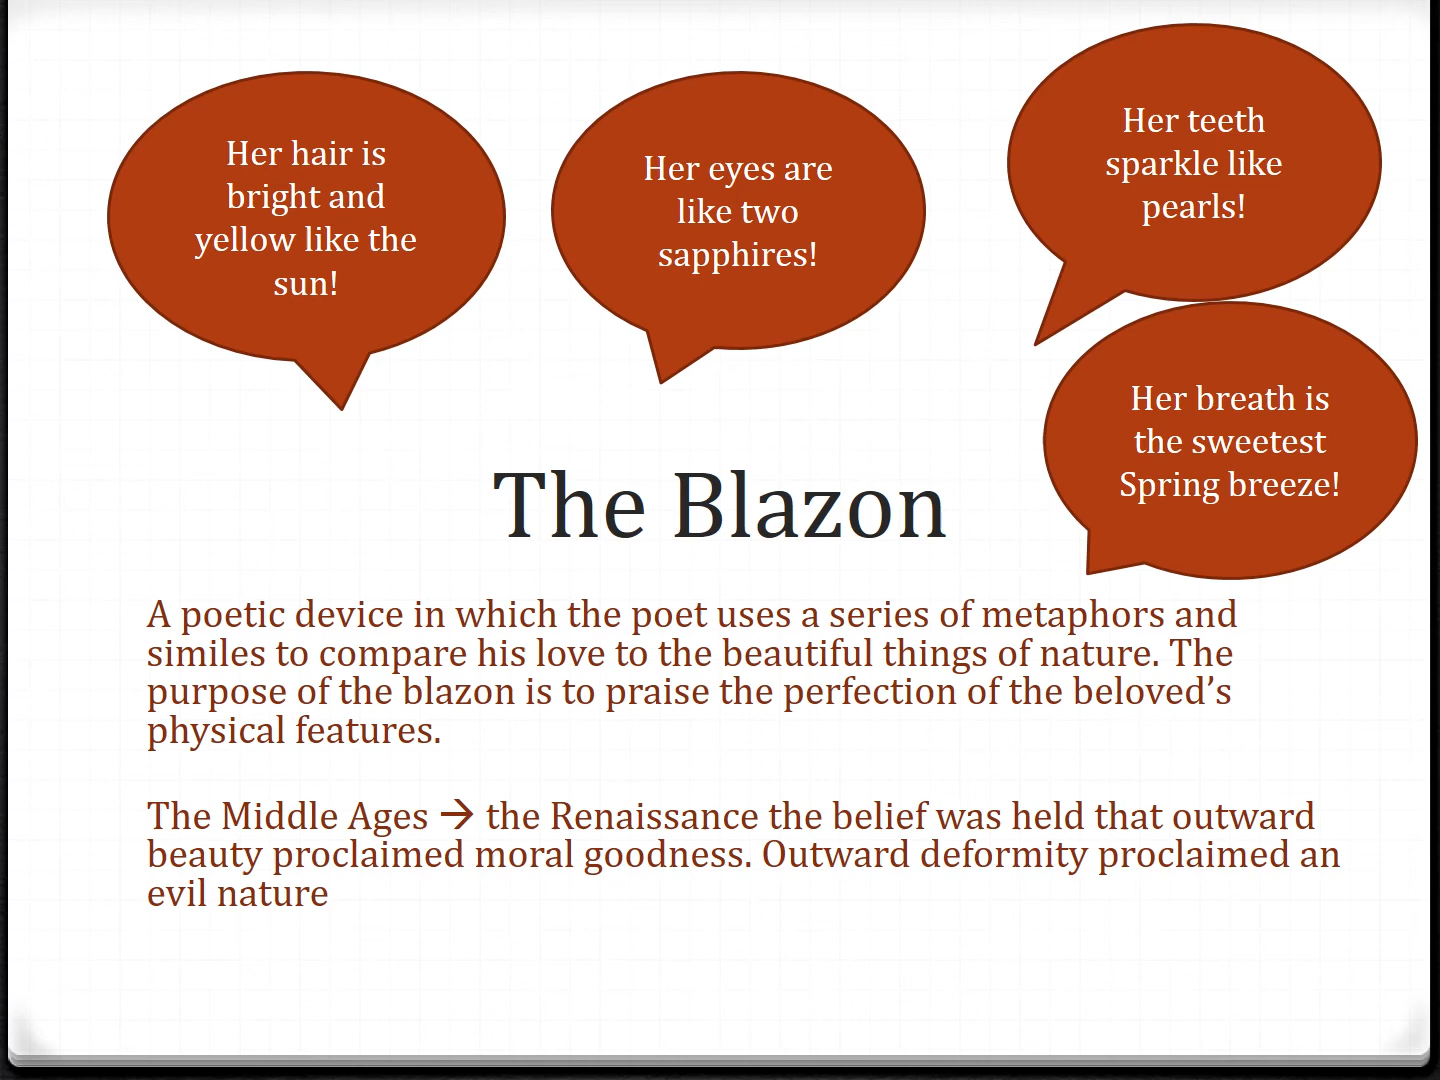 Her hair is
bright and
yellow like the
sun!
Her eyes are
like two
sapphires!
Her teeth
sparkle like
pearls!
Her breath is
the sweetest
Spring breeze!
The Blazon
A poetic device in which the poet uses a series of metaphors and
similes to compare his love to the beautiful things of nature. The
purpose of the blazon is to praise the perfection of the beloved’s
physical features.
The Middle Ages → the Renaissance the belief was held that outward
beauty proclaimed moral goodness. Outward deformity proclaimed an
evil nature